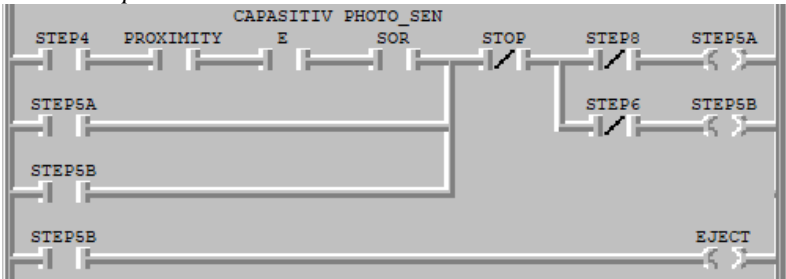 CAPASITIV PHOTO_SEN
STEP4 PROXIMITY E SOR STOP STEP8 STEP5A
STEP5A STEP6 STEP5B
STEP5B
STEP5B EJECT